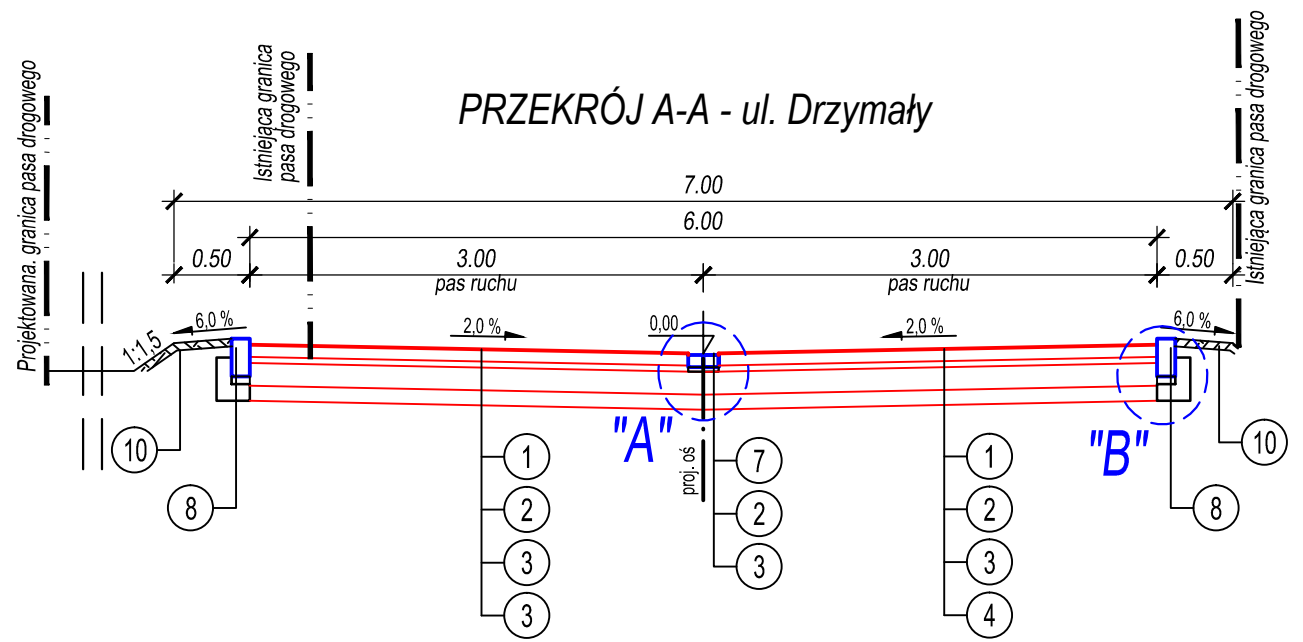 PRZEKRÓJ A-A - ul. Drzymały
Projektowana. granica pasa drogowego
Istniejąca granica
pasa drogowego
Istniejąca granica pasa drogowego
7.00
6.00
0.50
3.00
3.00
0.50
pas ruchu
pas ruchu
1:1.5
6,0 %
2,0 %
0,00
2,0 %
6,0 %
"A"
"B"
proj. oś
10
8
1
2
3
3
7
2
3
1
2
3
4
8
10